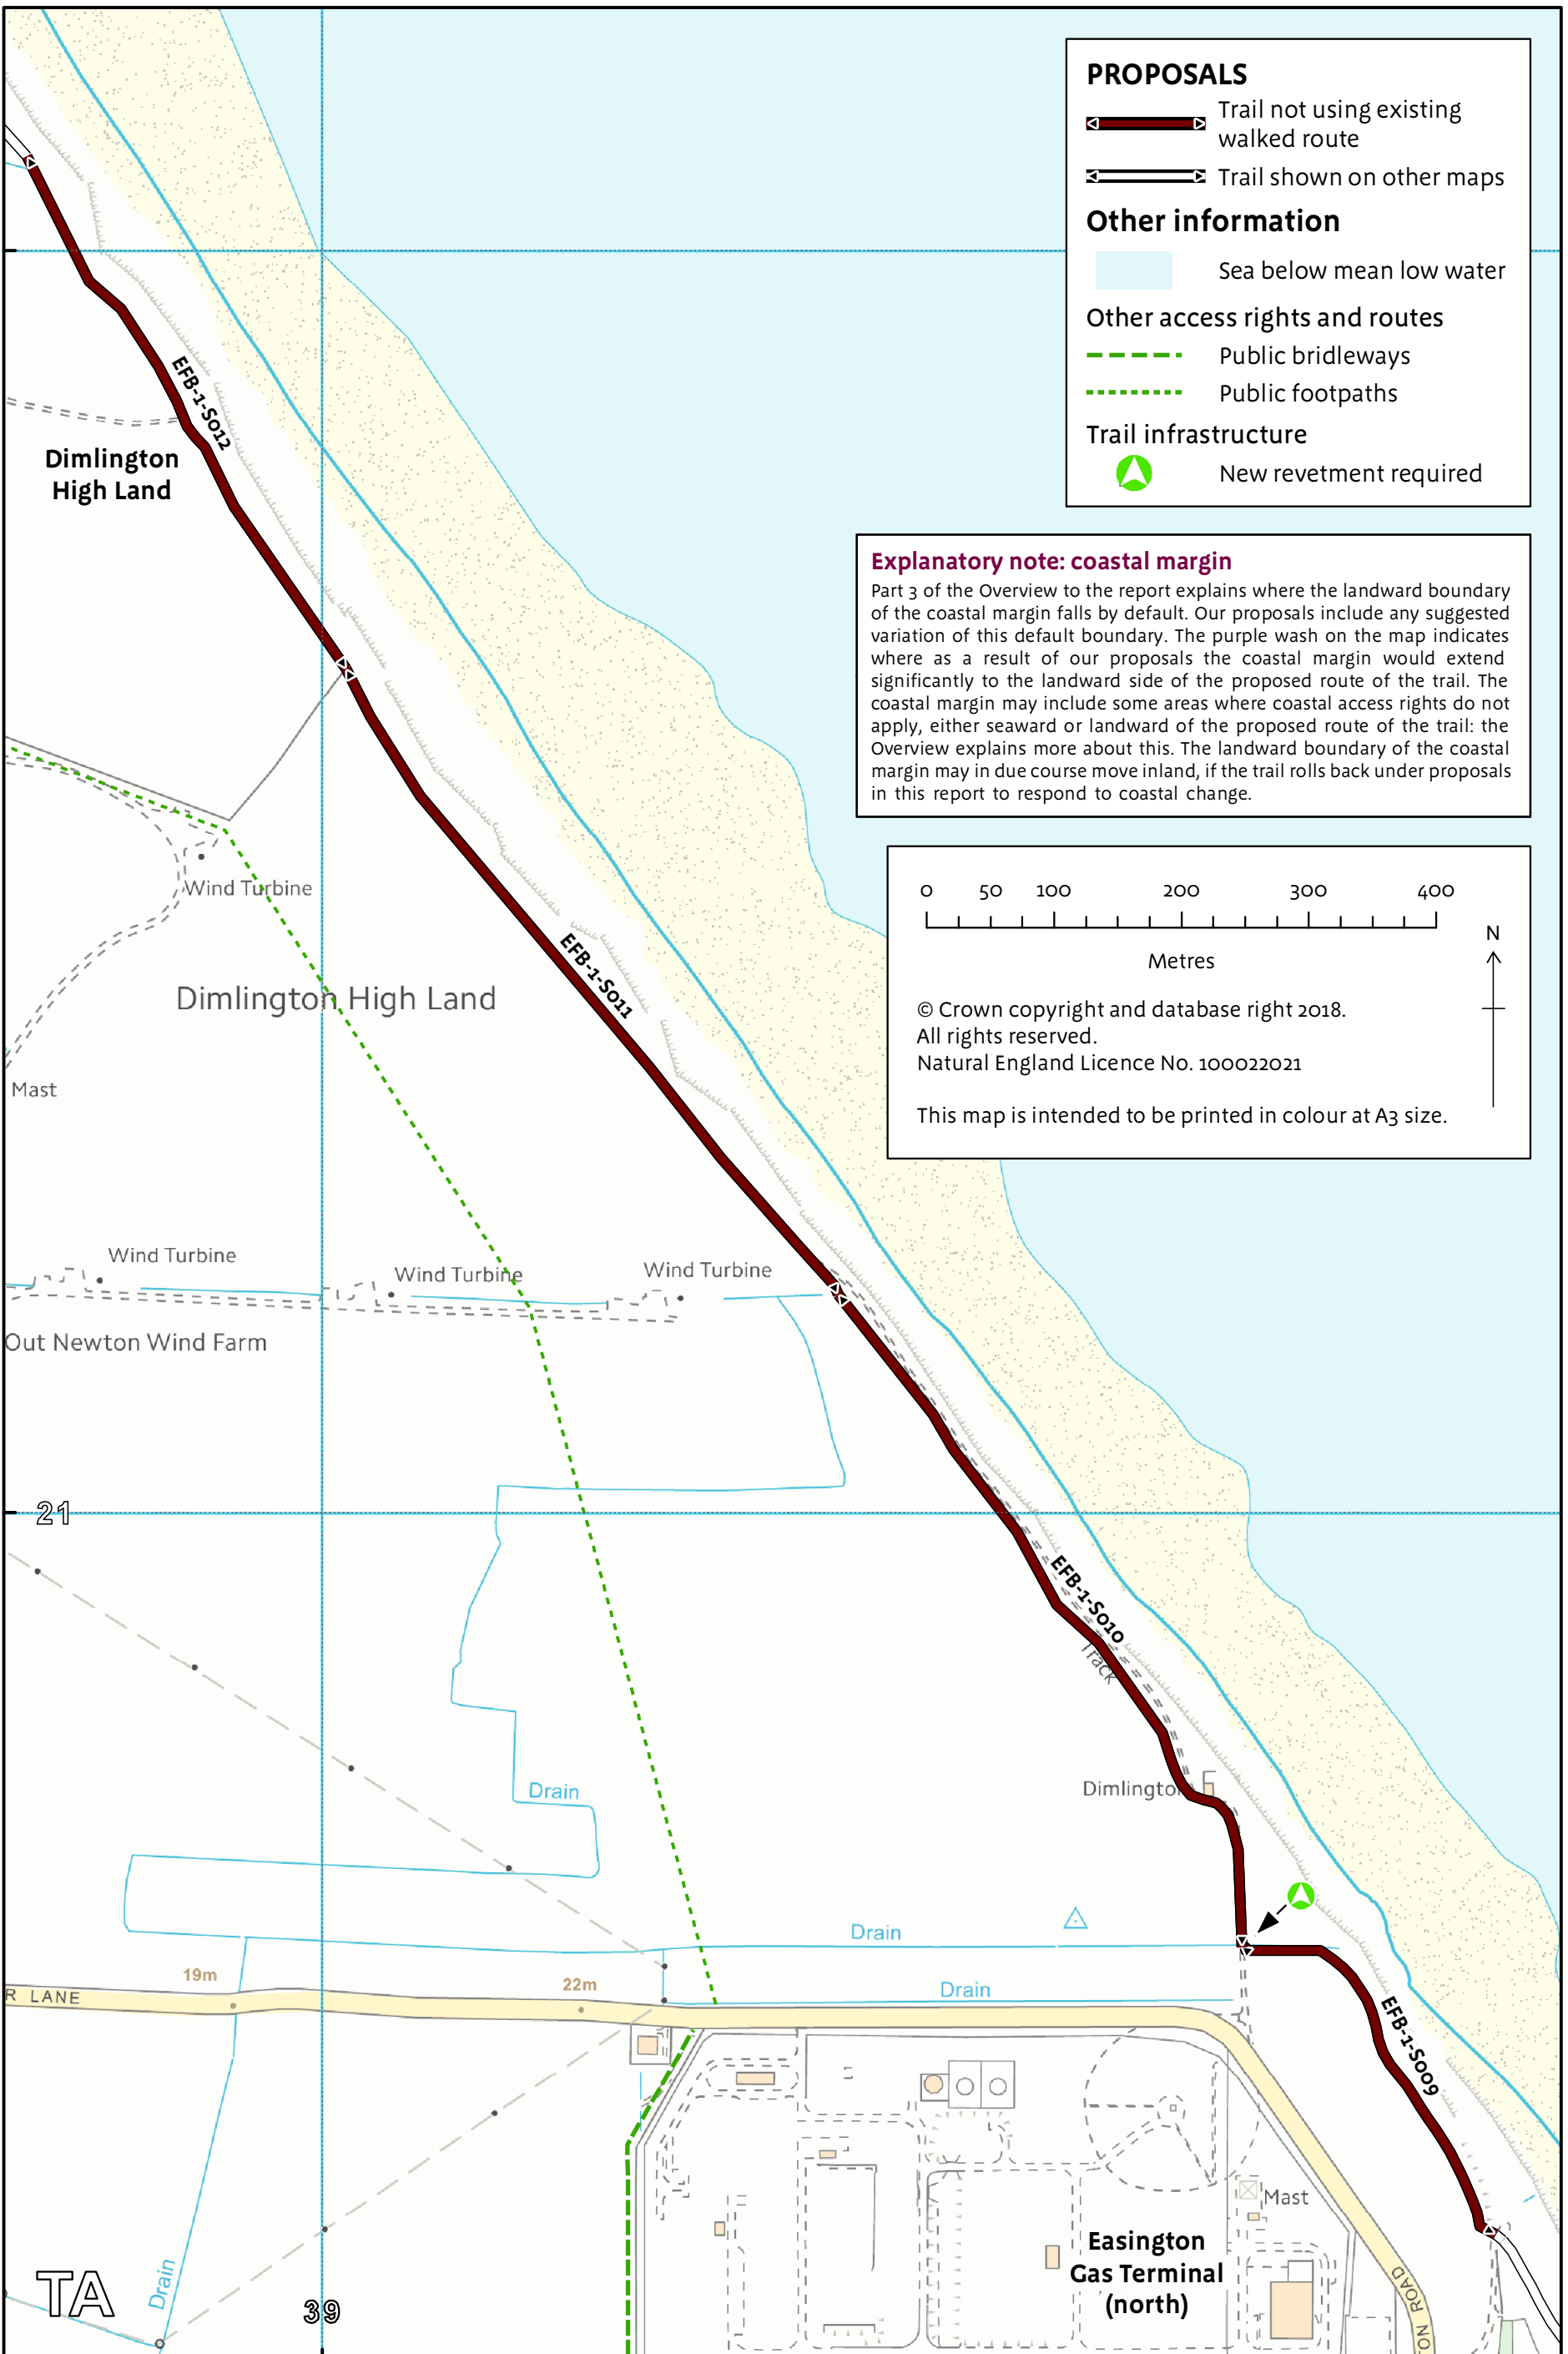 PROPOSALS
Trail not using existing
walked route
Trail shown on other maps
Other information
Sea below mean low water
Other access rights and routes
Public bridleways
Public footpaths
Trail infrastructure
New revetment required
Explanatory note: coastal margin
Part 3 of the Overview to the report explains where the landward boundary
of the coastal margin falls by default. Our proposals include any suggested
variation of this default boundary. The purple wash on the map indicates
where as a result of our proposals the coastal margin would extend
significantly to the landward side of the proposed route of the trail. The
coastal margin may include some areas where coastal access rights do not
apply, either seaward or landward of the proposed route of the trail: the
Overview explains more about this. The landward boundary of the coastal
margin may in due course move inland, if the trail rolls back under proposals
in this report to respond to coastal change.
0 50 100 200 300 400
Metres
N
© Crown copyright and database right 2018.
All rights reserved.
Natural England Licence No. 100022021
This map is intended to be printed in colour at A3 size.
EFB-1-S012
Dimlington
High Land
Wind Turbine
EFB-1-S011
Dimlington High Land
Mast
Wind Turbine
Wind Turbine
Wind Turbine
Out Newton Wind Farm
21
EFB-1-S010
Track
Dimlington
Drain
Drain
19m
22m
Drain
R LANE
EFB-1-S009
Mast
Easington
Gas Terminal
(north)
ON ROAD
Drain
TA
39